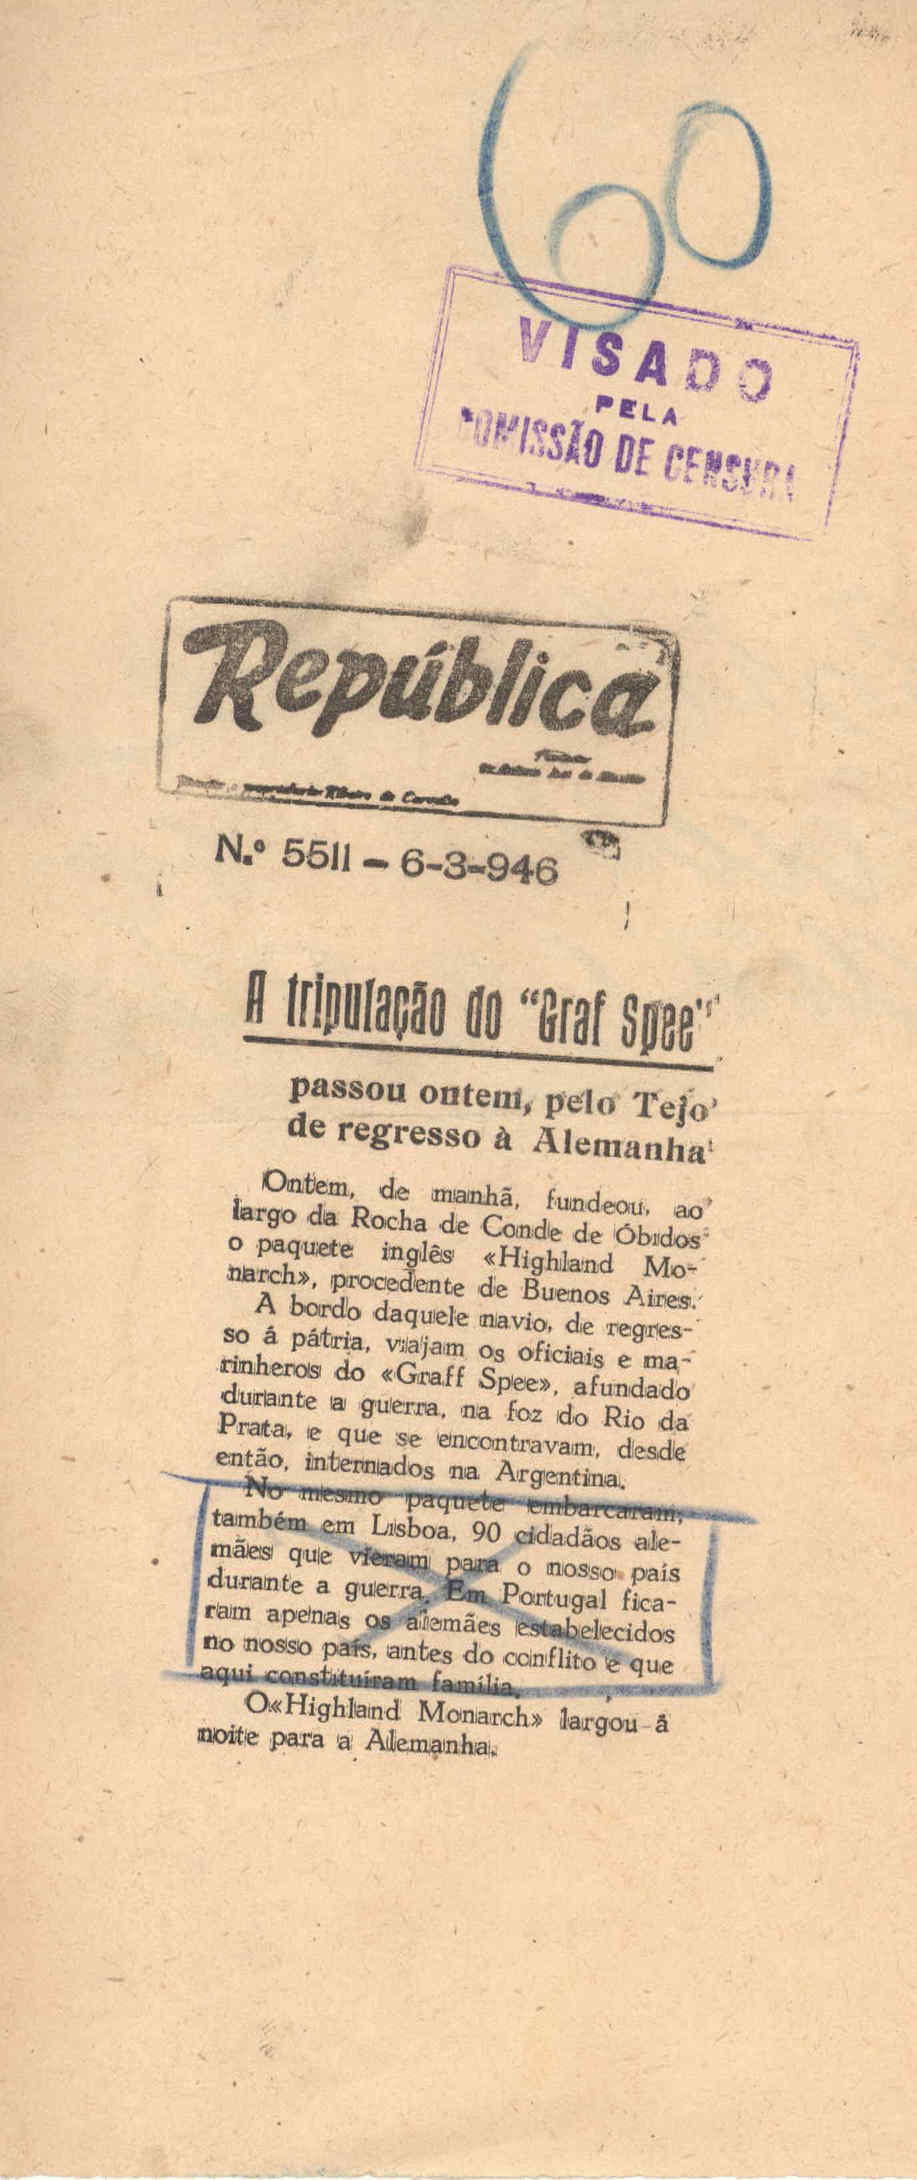 60
VISADO
PELA
COMISSÃO DE CENSURA
República
Ribeiro de Carvalho
N.º 5511 - 6-3-946
A tripulação do "Graf Spee"
passou ontem, pelo Tejo
de regresso à Alemanha
Ontem, de manhã, fundeou, ao
largo da Rocha de Conde de Óbidos
o paquete inglês «Highland Mo-
narch», procedente de Buenos Aires.
A bordo daquele navio, de regres-
so á pátria, viajam os oficiais e ma-
rinheros do «Graff Spee», afundado
durante a guerra, na foz do Rio da
Prata, e que se encontravam, desde
então, internados na Argentina.
No mesmo paquete embarcaram,
também em Lisboa, 90 cidadãos ale-
mães que vieram para o nosso país
durante a guerra. Em Portugal fica-
ram apenas os alemães estabelecidos
no nosso país, antes do conflito e que
aqui constituíram família.
O «Highland Monarch» largou á
noite para a Alemanha.